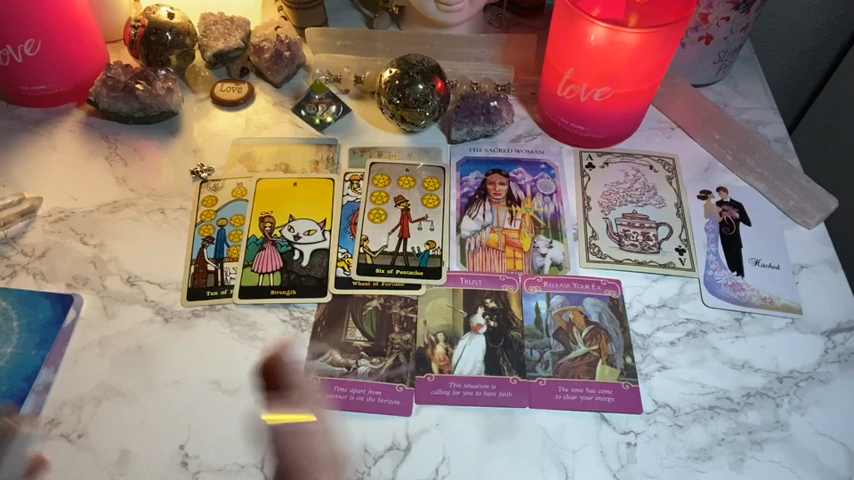 love
Love
love
THE SACRED WOMAN
A
A
Hitched
Ten of
8
Strength
Wheel of Fortune
Six of Pentacles
Time apart from
partner is on the horizon.
TRUST
This situation is
calling for you to have faith.
RELEASE YOUR EX
The time has come
to clear your energy.